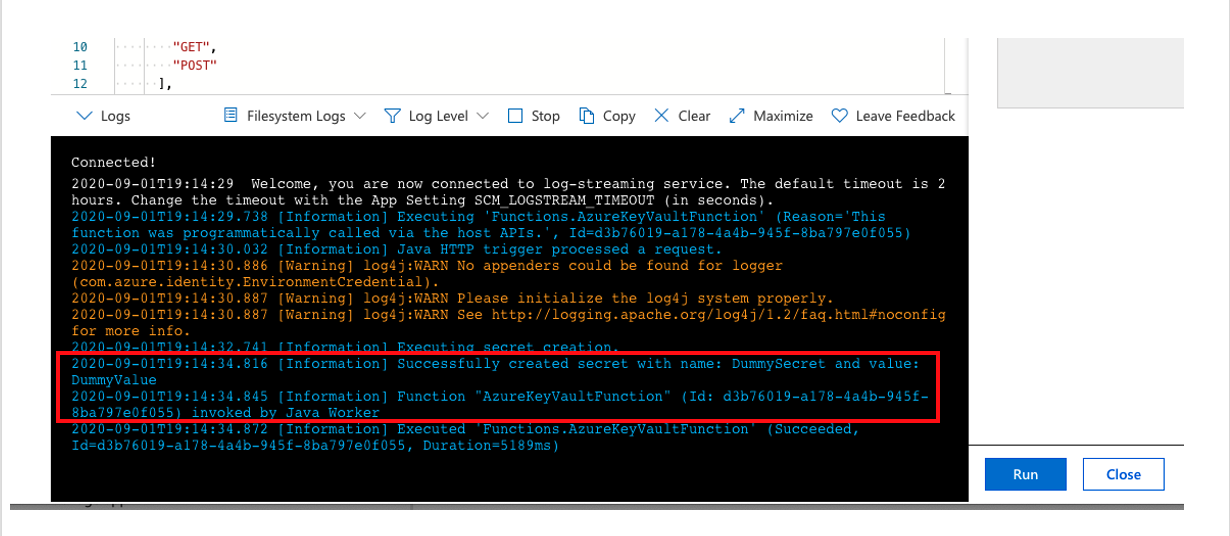 10 "GET",
11 "POST"
12 ],
Logs Filesystem Logs Log Level Stop Copy Clear Maximize Leave Feedback
Connected!
2020-09-01T19:14:29  Welcome, you are now connected to log-streaming service. The default timeout is 2
hours. Change the timeout with the App Setting SCM_LOGSTREAM_TIMEOUT (in seconds).
2020-09-01T19:14:29.738 [Information] Executing 'Functions.AzureKeyVaultFunction' (Reason='This
function was programmatically called via the host APIs.', Id=d3b76019-a178-4a4b-945f-8ba797e0f055)
2020-09-01T19:14:30.032 [Information] Java HTTP trigger processed a request.
2020-09-01T19:14:30.886 [Warning] log4j:WARN No appenders could be found for logger
(com.azure.identity.EnvironmentCredential).
2020-09-01T19:14:30.887 [Warning] log4j:WARN Please initialize the log4j system properly.
2020-09-01T19:14:30.887 [Warning] log4j:WARN See http://logging.apache.org/log4j/1.2/faq.html#noconfig
for more info.
2020-09-01T19:14:32.741 [Information] Executing secret creation.
2020-09-01T19:14:34.816 [Information] Successfully created secret with name: DummySecret and value:
DummyValue
2020-09-01T19:14:34.845 [Information] Function "AzureKeyVaultFunction" (Id: d3b76019-a178-4a4b-945f-
8ba797e0f055) invoked by Java Worker
2020-09-01T19:14:34.872 [Information] Executed 'Functions.AzureKeyVaultFunction' (Succeeded,
Id=d3b76019-a178-4a4b-945f-8ba797e0f055, Duration=5189ms)
Run Close